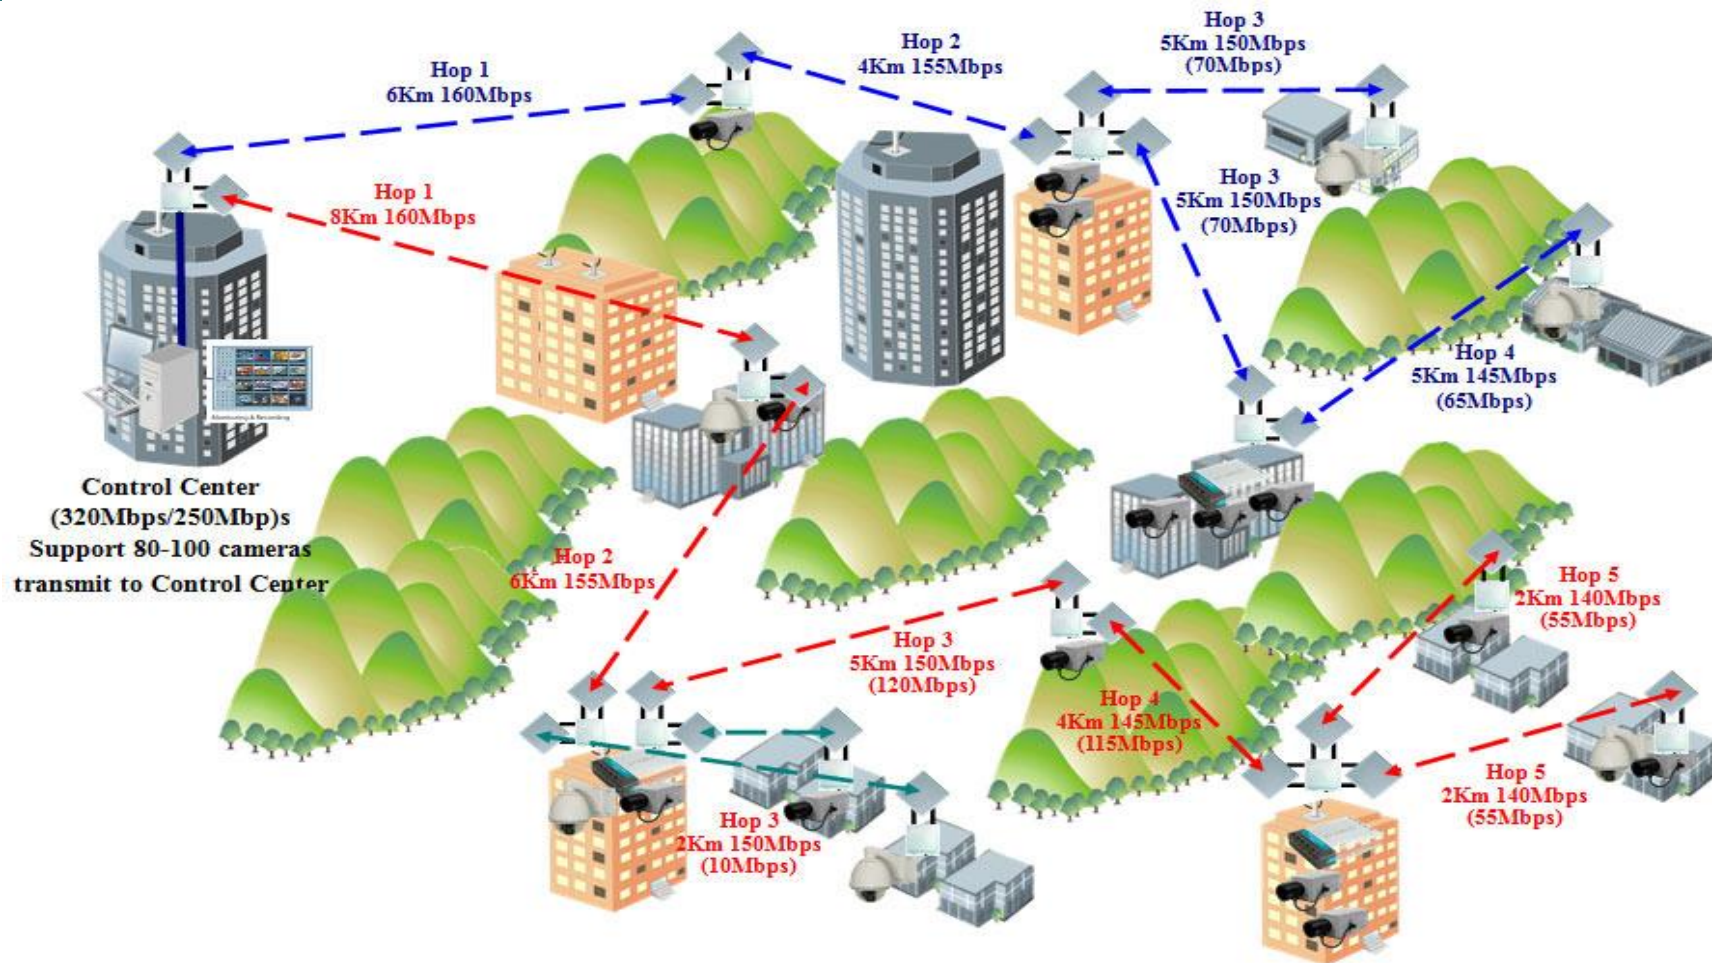 Hop 1
6Km 160Mbps
Hop 2
4Km 155Mbps
Hop 3
5Km 150Mbps
(70Mbps)
Hop 1
8Km 160Mbps
Hop 3
5Km 150Mbps
(70Mbps)
Hop 4
5Km 145Mbps
(65Mbps)
Monitoring & Recording
Control Center
(320Mbps/250Mbp)s
Support 80-100 cameras
transmit to Control Center
Hop 2
6Km 155Mbps
Hop 3
5Km 150Mbps
(120Mbps)
Hop 5
2Km 140Mbps
(55Mbps)
Hop 4
4Km 145Mbps
(115Mbps)
Hop 5
2Km 140Mbps
(55Mbps)
Hop 3
2Km 150Mbps
(10Mbps)